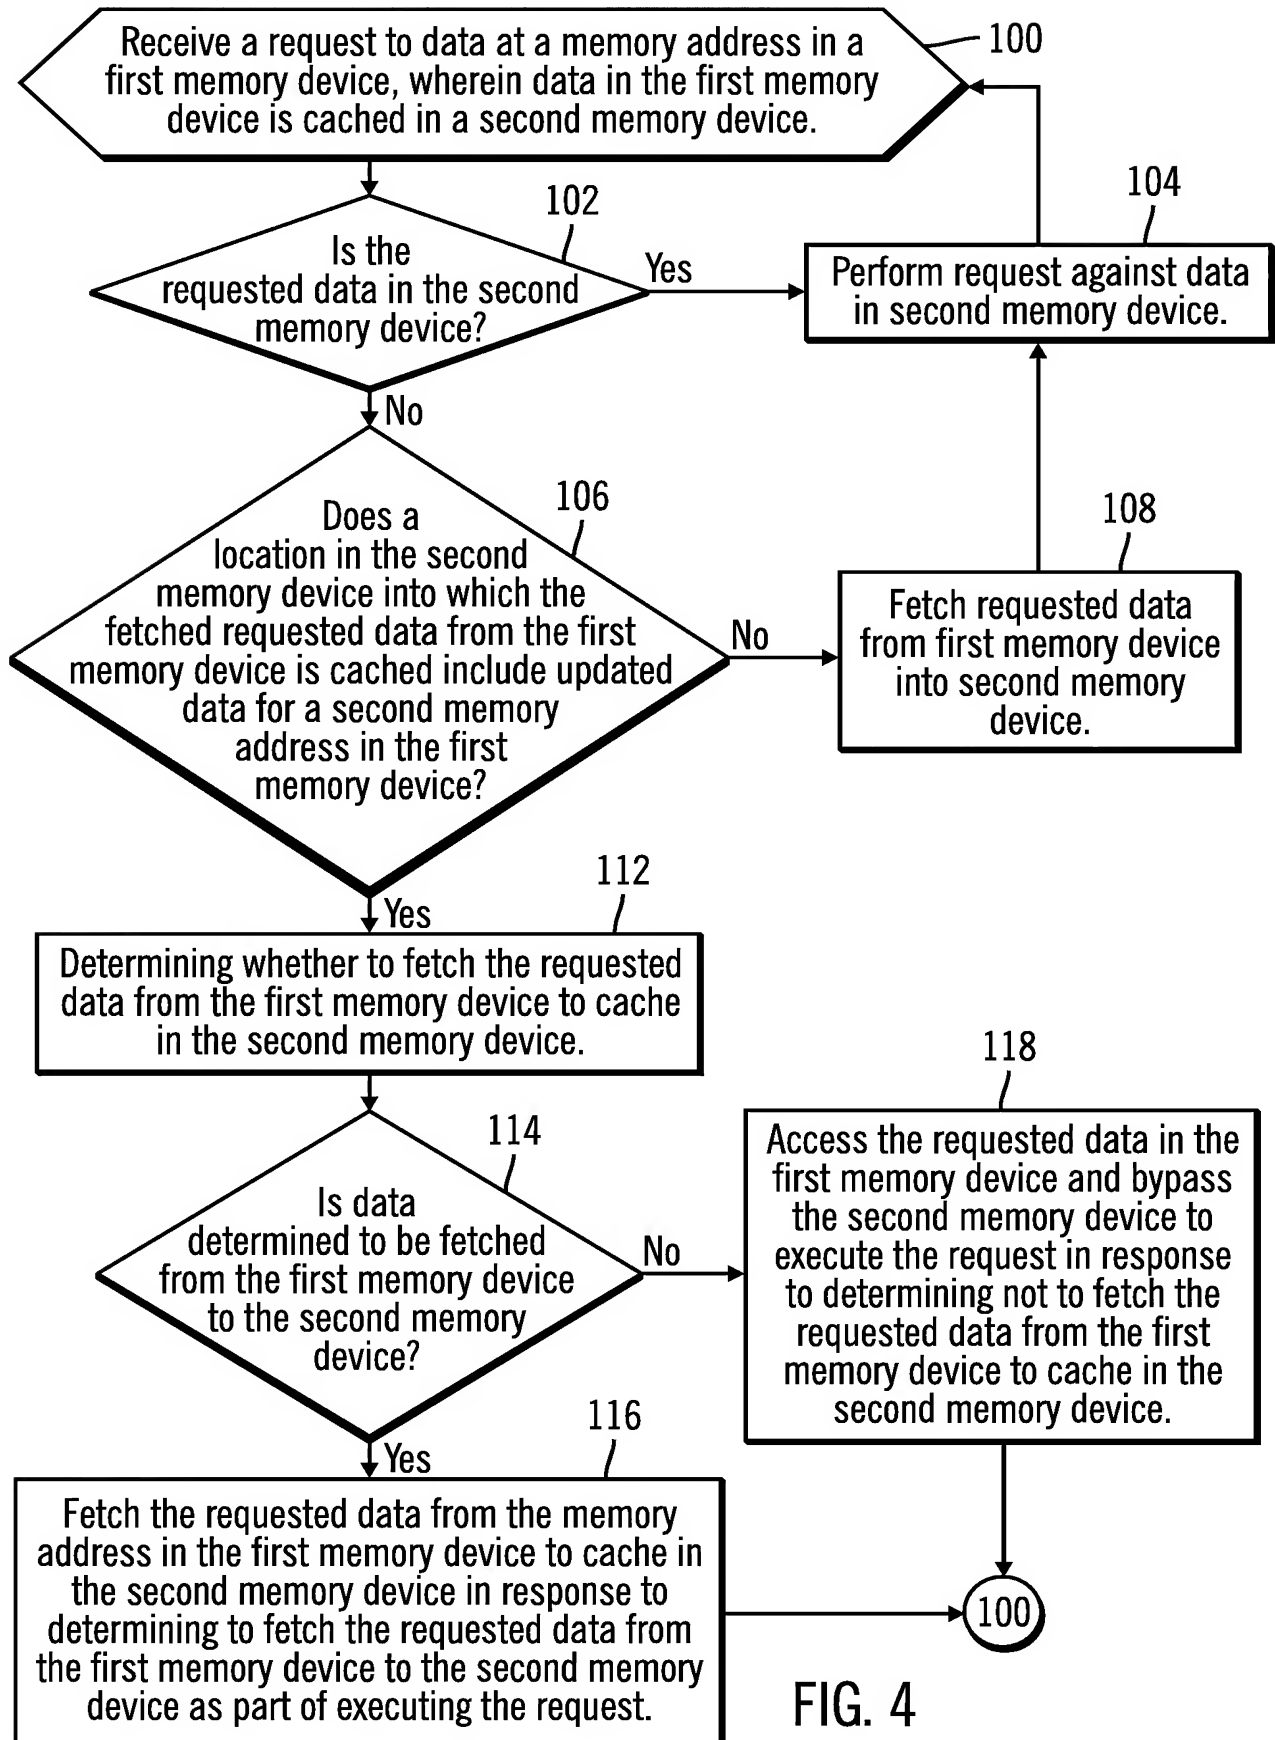 Receive a request to data at a memory address in a
first memory device, wherein data in the first memory
device is cached in a second memory device.
100
102
Is the
requested data in the second
memory device?
Yes
104
Perform request against data
in second memory device.
No
106
Does a
location in the second
memory device into which the
fetched requested data from the first
memory device is cached include updated
data for a second memory
address in the first
memory device?
No
108
Fetch requested data
from first memory device
into second memory
device.
Yes
112
Determining whether to fetch the requested
data from the first memory device to cache
in the second memory device.
114
Is data
determined to be fetched
from the first memory device
to the second memory
device?
No
118
Access the requested data in the
first memory device and bypass
the second memory device to
execute the request in response
to determining not to fetch the
requested data from the first
memory device to cache in the
second memory device.
Yes
116
Fetch the requested data from the memory
address in the first memory device to cache in
the second memory device in response to
determining to fetch the requested data from
the first memory device to the second memory
device as part of executing the request.
100
FIG. 4